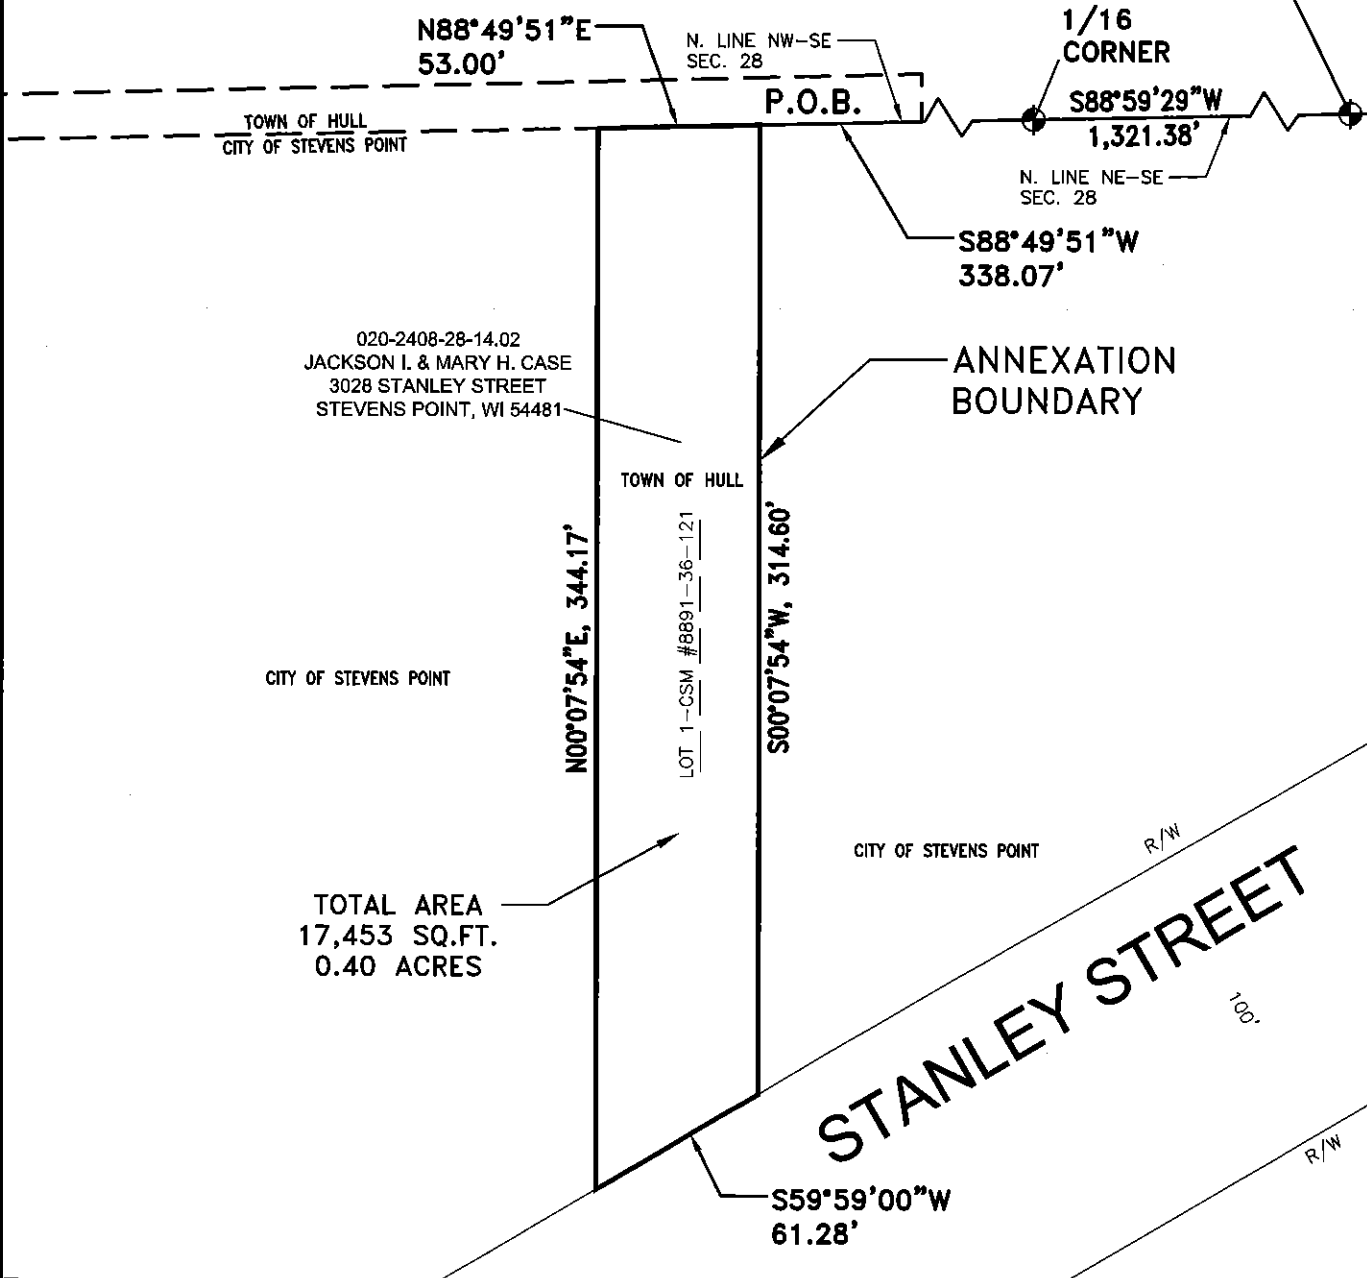 N88°49'51"E
53.00'
N. LINE NW-SE
SEC. 28
1/16
CORNER
P.O.B.
S88°59'29"W
1,321.38'
TOWN OF HULL
CITY OF STEVENS POINT
N. LINE NE-SE
SEC. 28
S88°49'51"W
338.07'
020-2408-28-14.02
JACKSON I. & MARY H. CASE
3028 STANLEY STREET
STEVENS POINT, WI 54481
ANNEXATION
BOUNDARY
TOWN OF HULL
N00°07'54"E, 344.17'
LOT 1-CSM #8891-36-121
S00°07'54"W, 314.60'
CITY OF STEVENS POINT
CITY OF STEVENS POINT
R/W
TOTAL AREA
17,453 SQ.FT.
0.40 ACRES
STANLEY STREET
100'
R/W
S59°59'00"W
61.28'